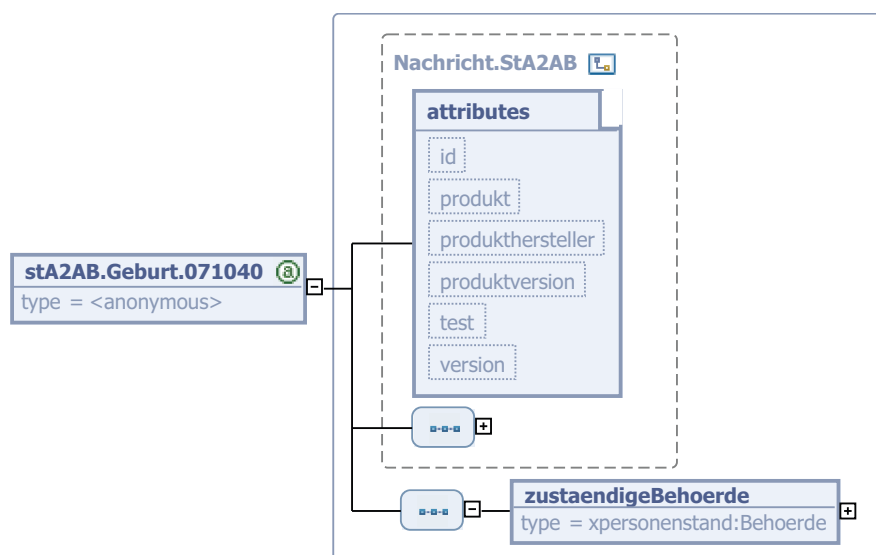 Nachricht.StA2AB
attributes
id
produkt
produkthersteller
produktversion
test
version
stA2AB.Geburt.071040 @
type = <anonymous>
zustaendigeBehoerde
type = xpersonenstand:Behoerde